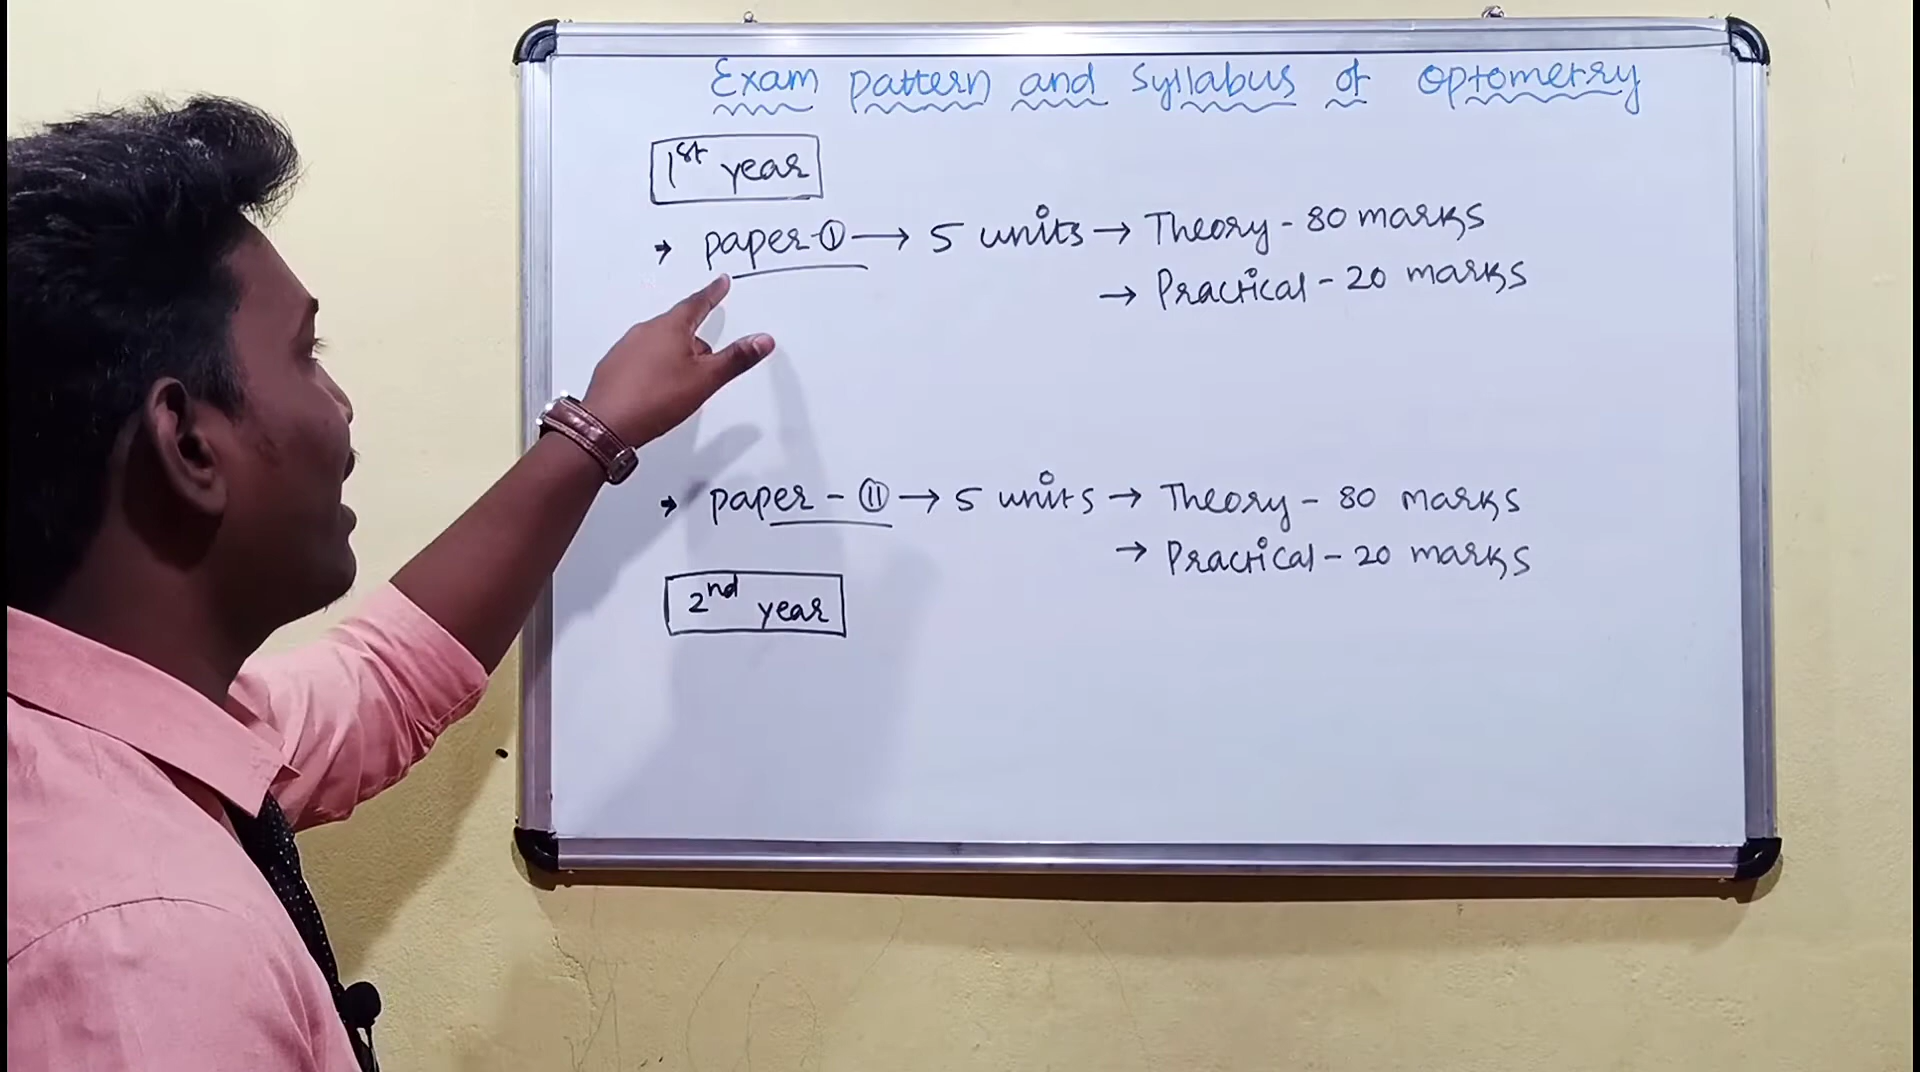 Exam pattern and Syllabus of optometry
1st year
→ paper-① → 5 units → Theory - 80 marks
→ Practical - 20 marks
→ paper - ⑪ → 5 units → Theory - 80 marks
→ Practical - 20 marks
2nd year